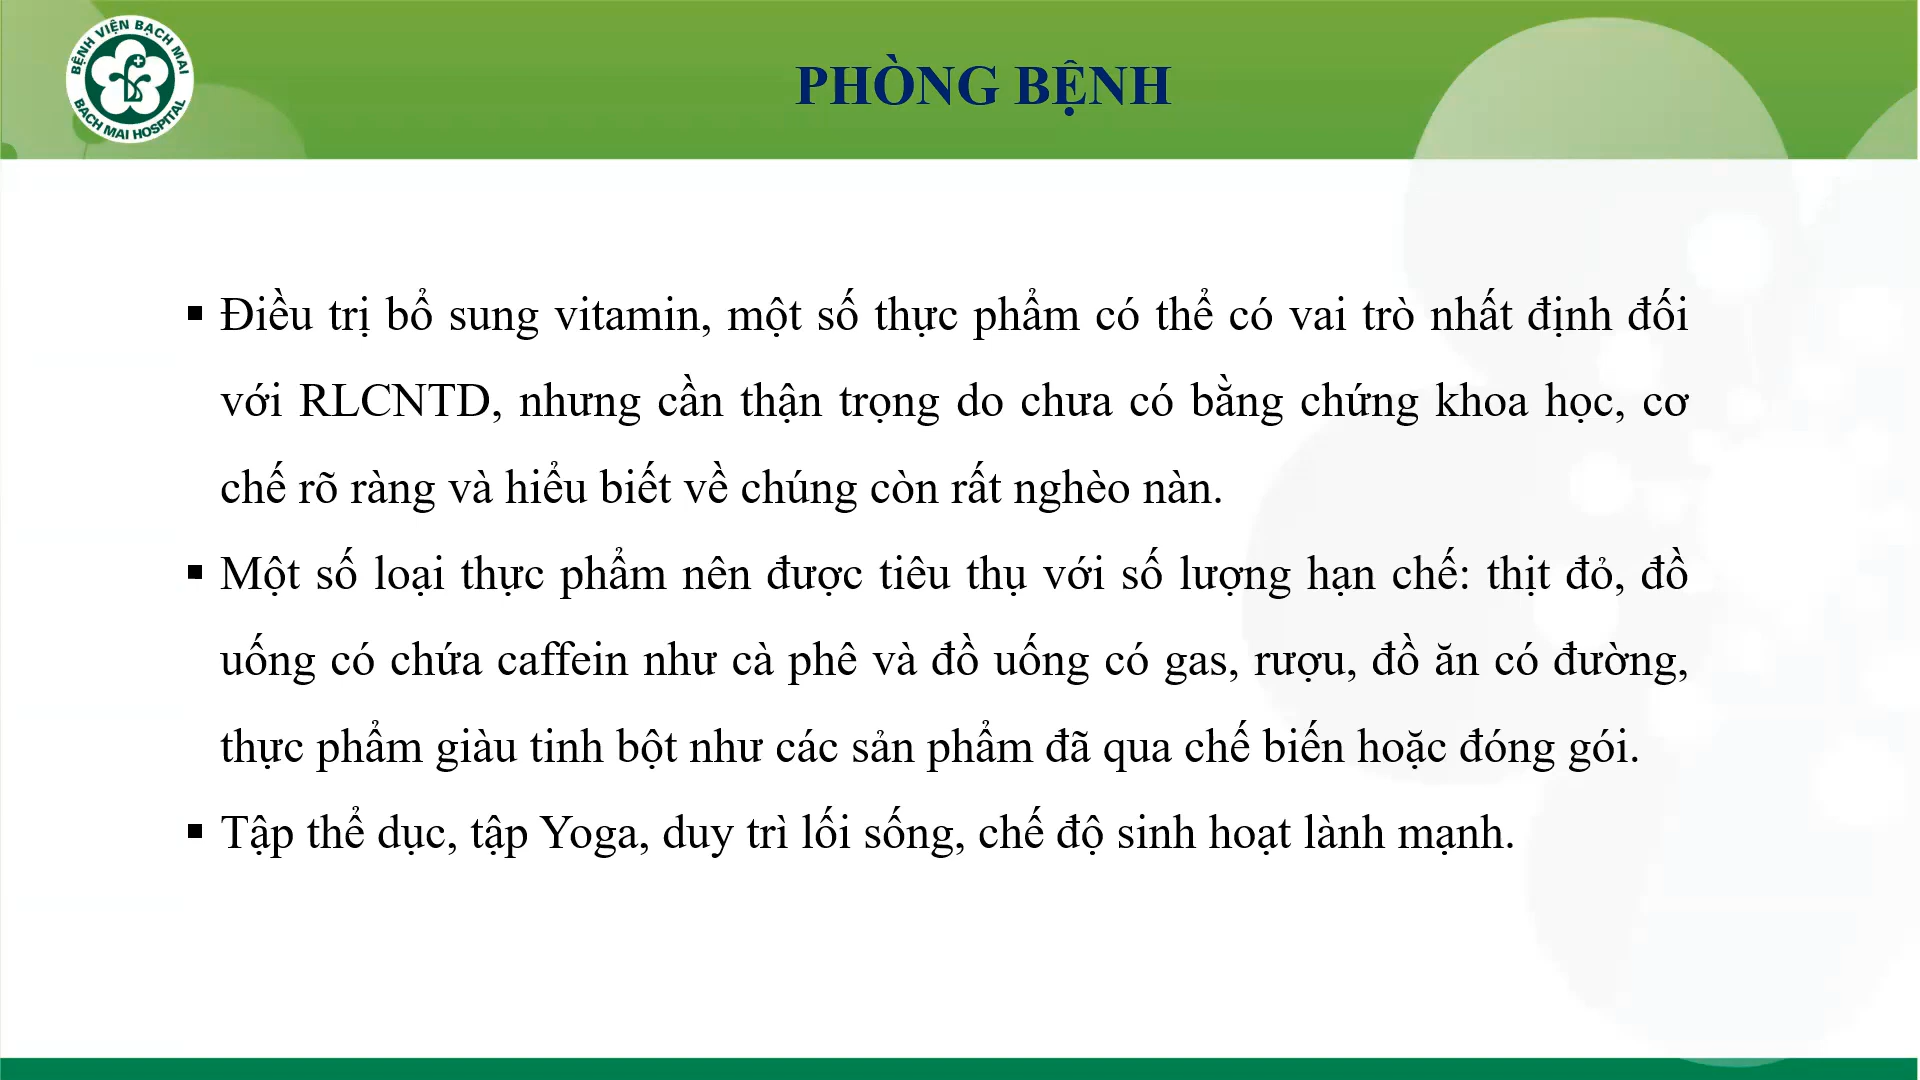 BỆNH VIỆN BẠCH MAI
BACH MAI HOSPITAL
PHÒNG BỆNH
▪ Điều trị bổ sung vitamin, một số thực phẩm có thể có vai trò nhất định đối
với RLCNTD, nhưng cần thận trọng do chưa có bằng chứng khoa học, cơ
chế rõ ràng và hiểu biết về chúng còn rất nghèo nàn.
▪ Một số loại thực phẩm nên được tiêu thụ với số lượng hạn chế: thịt đỏ, đồ
uống có chứa caffein như cà phê và đồ uống có gas, rượu, đồ ăn có đường,
thực phẩm giàu tinh bột như các sản phẩm đã qua chế biến hoặc đóng gói.
▪ Tập thể dục, tập Yoga, duy trì lối sống, chế độ sinh hoạt lành mạnh.